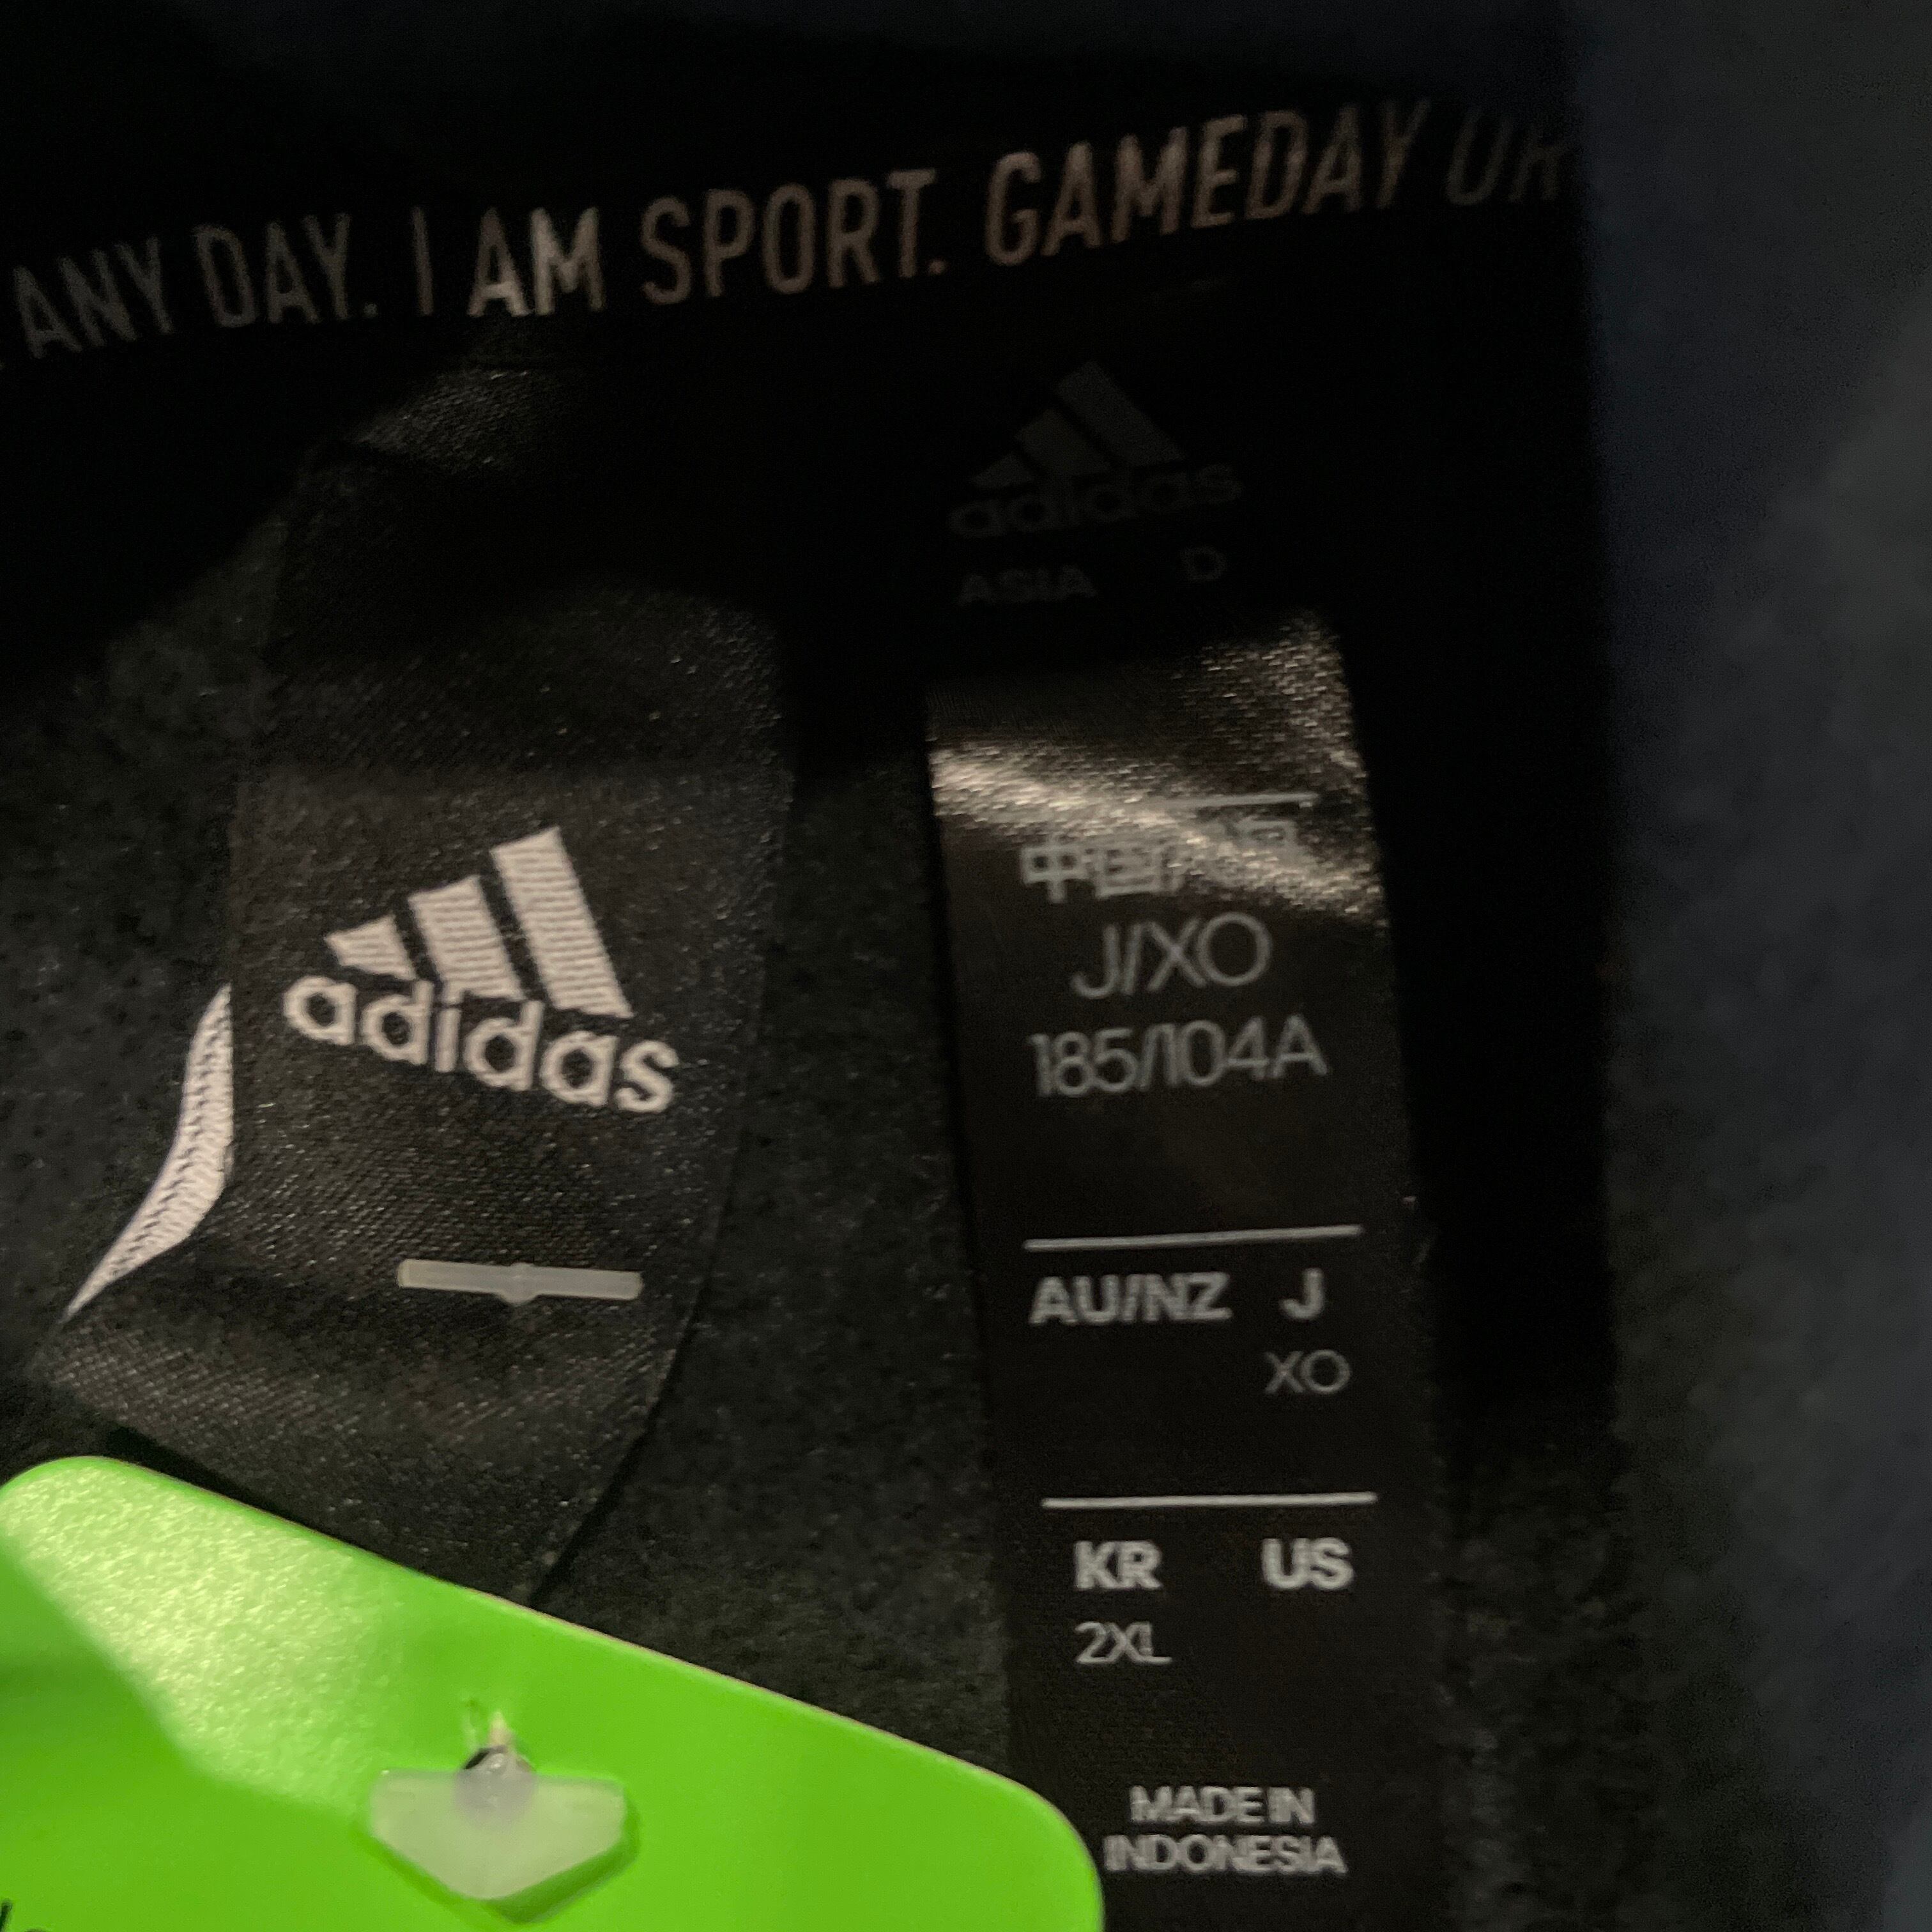 ANY DAY. I AM SPORT. GAMEDAY OR
adidas
ASIA D
adidas
中国/
J/XO
185/104A
AU/NZ J
XO
KR US
2XL
MADE IN
INDONESIA